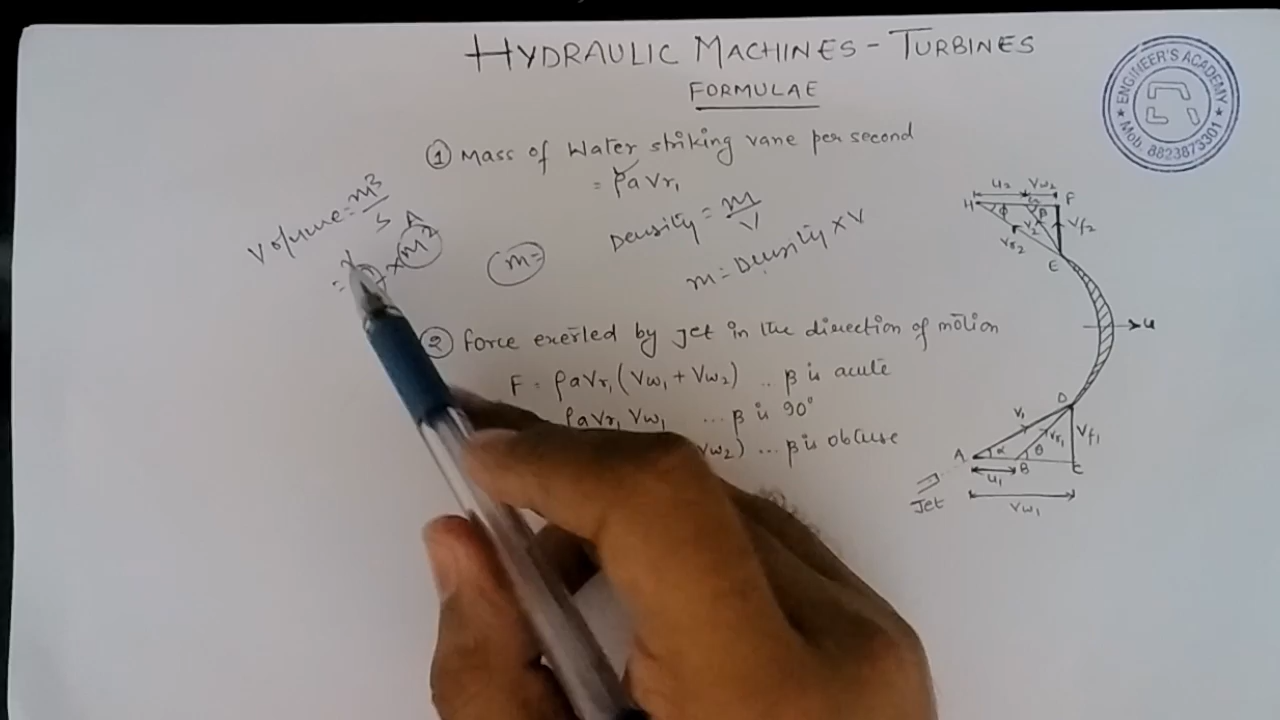 HYDRAULIC MACHINES - TURBINES
FORMULAE
① Mass of Water striking vane per second
= ρaVr₁
Density = m/V
m = Density × V
m =
Volume = m³/s
A
= × m²
② Force exerted by Jet in the direction of motion
F = ρaVr₁ (Vw₁ + Vw₂) .. β is acute
ρaVr₁ Vw₁ ... β is 90°
Vw₂) ... β is obtuse
ENGINEER'S ACADEMY
Mob. 8823873301
u₂ Vw₂
H ϕ β F
V₂ Vf₂
Vr₂
E
u
D
V₁ Vr₁ Vf₁
A α θ
u₁ B C
Jet
Vw₁